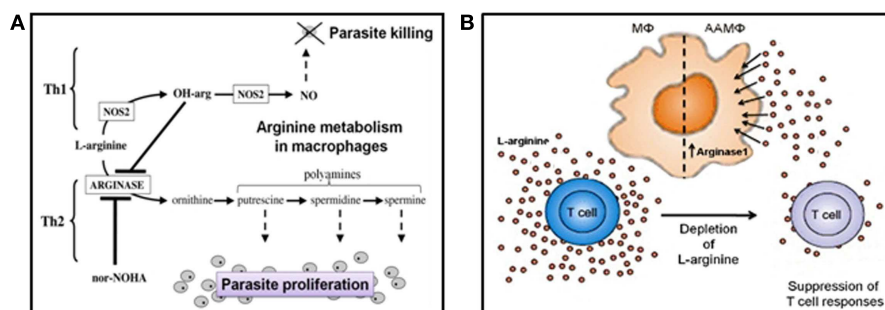 A
Parasite killing
Th1
OH-arg
NOS2
NO
NOS2
L-arginine
Arginine metabolism
in macrophages
polyamines
ARGINASE
ornithine
putrescine
spermidine
spermine
Th2
nor-NOHA
Parasite proliferation
B
MΦ
AAMΦ
L-arginine
Arginase1
T cell
T cell
Depletion
of
L-arginine
Suppression of
T cell responses